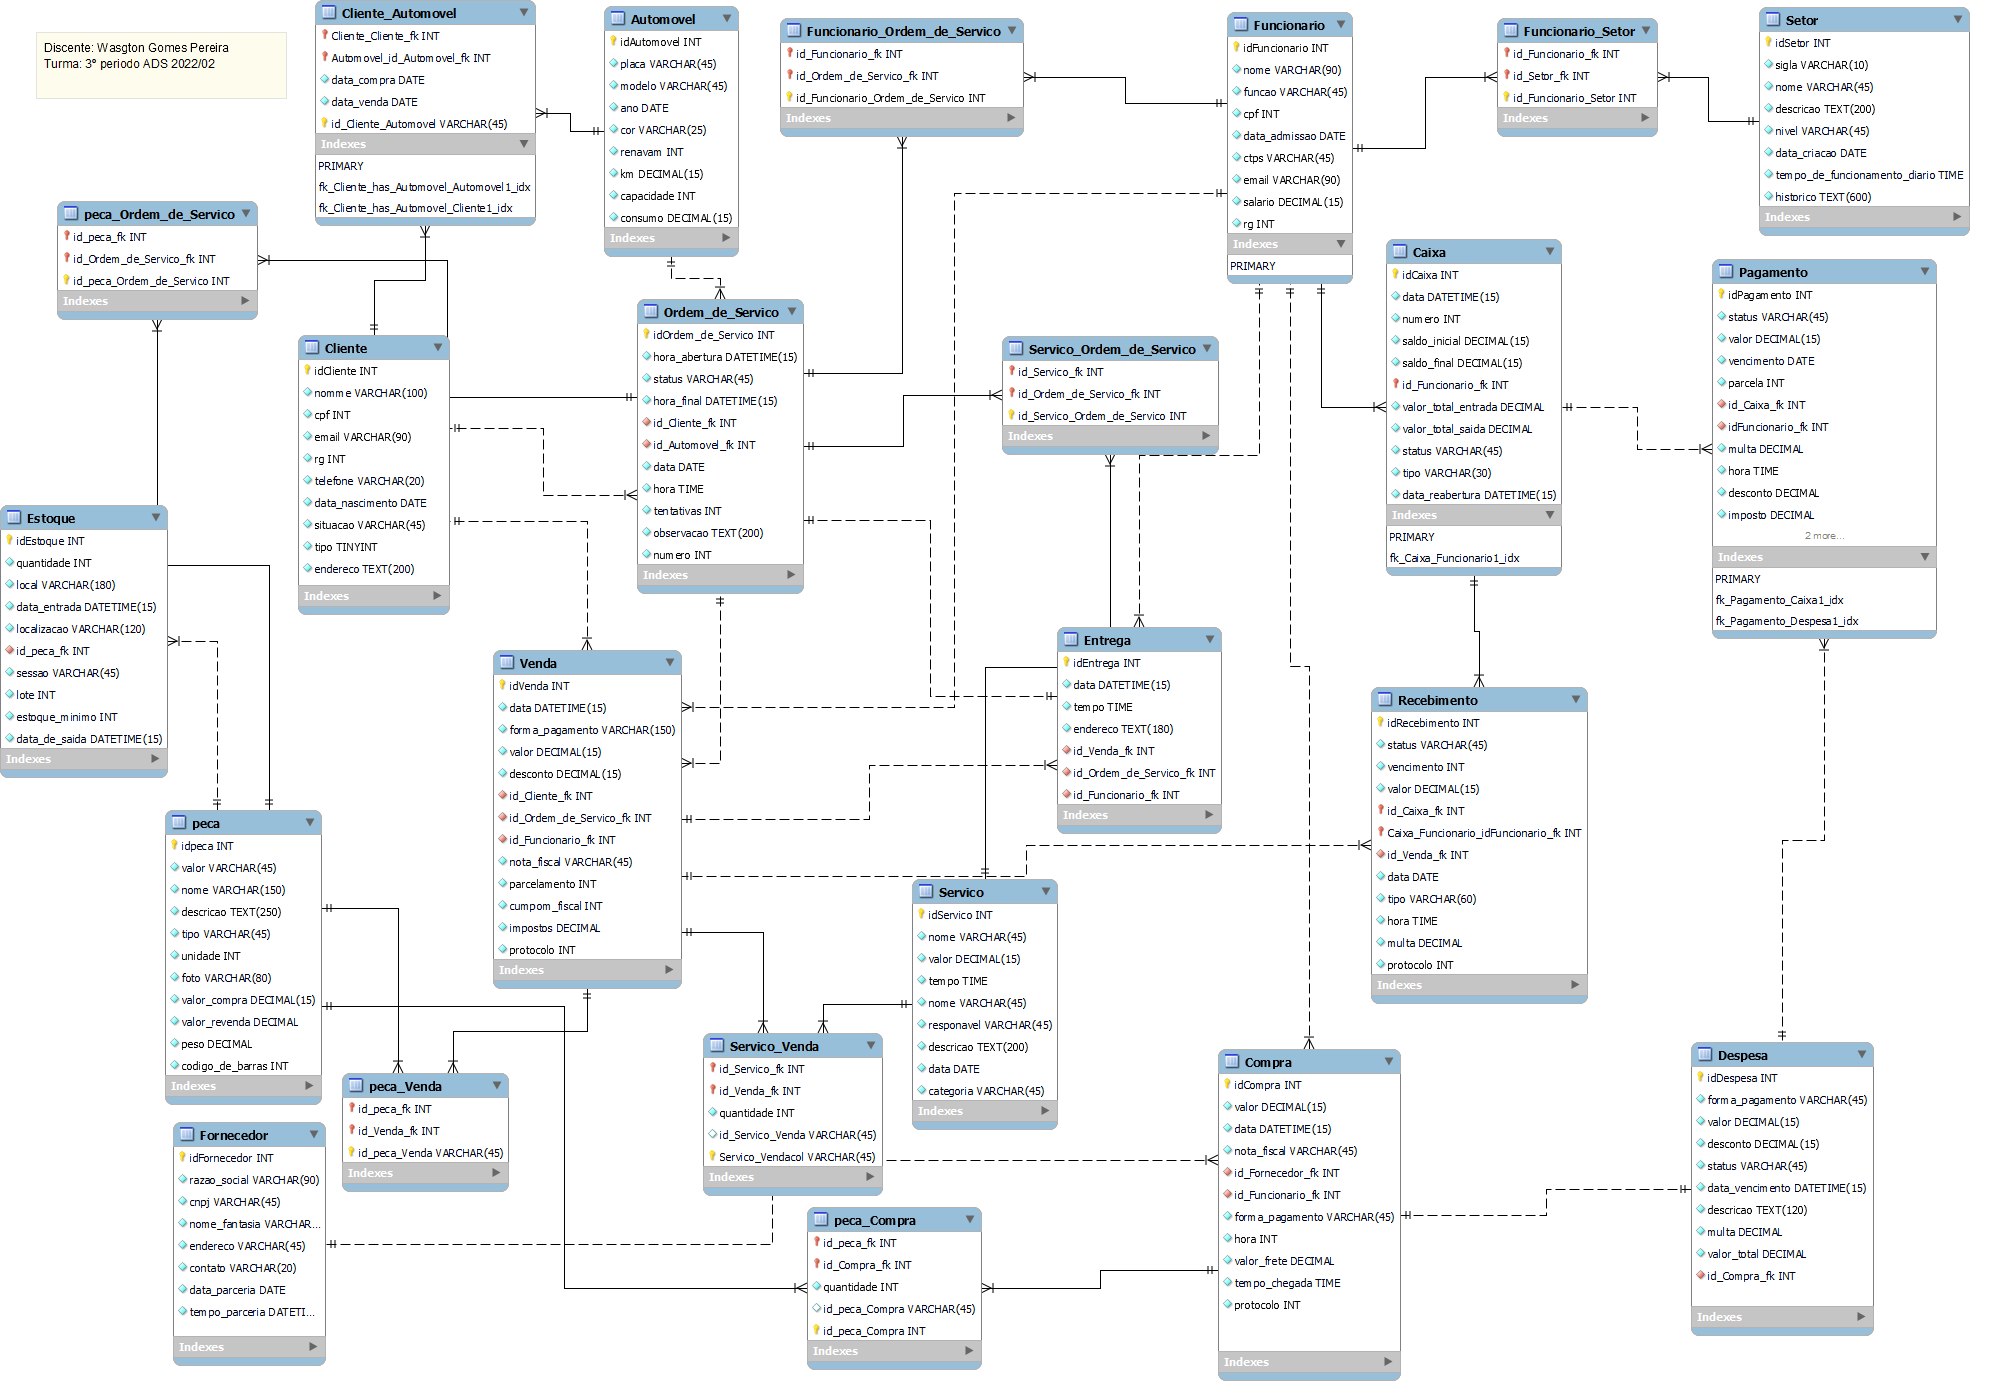 Discente: Wasgton Gomes Pereira
Turma: 3º periodo ADS 2022/02
Cliente_Automovel
Cliente_Cliente_fk INT
Automovel_id_Automovel_fk INT
data_compra DATE
data_venda DATE
id_Cliente_Automovel VARCHAR(45)
Indexes
PRIMARY
fk_Cliente_has_Automovel_Automovel1_idx
fk_Cliente_has_Automovel_Cliente1_idx
Automovel
idAutomovel INT
placa VARCHAR(45)
modelo VARCHAR(45)
ano DATE
cor VARCHAR(25)
renavam INT
km DECIMAL(15)
capacidade INT
consumo DECIMAL(15)
Indexes
Funcionario_Ordem_de_Servico
id_Funcionario_fk INT
id_Ordem_de_Servico_fk INT
id_Funcionario_Ordem_de_Servico INT
Indexes
Funcionario
idFuncionario INT
nome VARCHAR(90)
funcao VARCHAR(45)
cpf INT
data_admissao DATE
ctps VARCHAR(45)
email VARCHAR(90)
salario DECIMAL(15)
rg INT
Indexes
PRIMARY
Funcionario_Setor
id_Funcionario_fk INT
id_Setor_fk INT
id_Funcionario_Setor INT
Indexes
Setor
idSetor INT
sigla VARCHAR(10)
nome VARCHAR(45)
descricao TEXT(200)
nivel VARCHAR(45)
data_criacao DATE
tempo_de_funcionamento_diario TIME
historico TEXT(600)
Indexes
peca_Ordem_de_Servico
id_peca_fk INT
id_Ordem_de_Servico_fk INT
id_peca_Ordem_de_Servico INT
Indexes
Cliente
idCliente INT
nomme VARCHAR(100)
cpf INT
email VARCHAR(90)
rg INT
telefone VARCHAR(20)
data_nascimento DATE
situacao VARCHAR(45)
tipo TINYINT
endereco TEXT(200)
Indexes
Ordem_de_Servico
idOrdem_de_Servico INT
hora_abertura DATETIME(15)
status VARCHAR(45)
hora_final DATETIME(15)
id_Cliente_fk INT
id_Automovel_fk INT
data DATE
hora TIME
tentativas INT
observacao TEXT(200)
numero INT
Indexes
Servico_Ordem_de_Servico
id_Servico_fk INT
id_Ordem_de_Servico_fk INT
id_Servico_Ordem_de_Servico INT
Indexes
Caixa
idCaixa INT
data DATETIME(15)
numero INT
saldo_inicial DECIMAL(15)
saldo_final DECIMAL(15)
id_Funcionario_fk INT
valor_total_entrada DECIMAL
valor_total_saida DECIMAL
status VARCHAR(45)
tipo VARCHAR(30)
data_reabertura DATETIME(15)
Indexes
PRIMARY
fk_Caixa_Funcionario1_idx
Pagamento
idPagamento INT
status VARCHAR(45)
valor DECIMAL(15)
vencimento DATE
parcela INT
id_Caixa_fk INT
idFuncionario_fk INT
multa DECIMAL
hora TIME
desconto DECIMAL
imposto DECIMAL
2 more...
Indexes
PRIMARY
fk_Pagamento_Caixa1_idx
fk_Pagamento_Despesa1_idx
Estoque
idEstoque INT
quantidade INT
local VARCHAR(180)
data_entrada DATETIME(15)
localizacao VARCHAR(120)
id_peca_fk INT
sessao VARCHAR(45)
lote INT
estoque_minimo INT
data_de_saida DATETIME(15)
Indexes
Venda
idVenda INT
data DATETIME(15)
forma_pagamento VARCHAR(150)
valor DECIMAL(15)
desconto DECIMAL(15)
id_Cliente_fk INT
id_Ordem_de_Servico_fk INT
id_Funcionario_fk INT
nota_fiscal VARCHAR(45)
parcelamento INT
cumpom_fiscal INT
impostos DECIMAL
protocolo INT
Indexes
Entrega
idEntrega INT
data DATETIME(15)
tempo TIME
endereco TEXT(180)
id_Venda_fk INT
id_Ordem_de_Servico_fk INT
id_Funcionario_fk INT
Indexes
Recebimento
idRecebimento INT
status VARCHAR(45)
vencimento INT
valor DECIMAL(15)
id_Caixa_fk INT
Caixa_Funcionario_idFuncionario_fk INT
id_Venda_fk INT
data DATE
tipo VARCHAR(60)
hora TIME
multa DECIMAL
protocolo INT
Indexes
peca
idpeca INT
valor VARCHAR(45)
nome VARCHAR(150)
descricao TEXT(250)
tipo VARCHAR(45)
unidade INT
foto VARCHAR(80)
valor_compra DECIMAL(15)
valor_revenda DECIMAL
peso DECIMAL
codigo_de_barras INT
Indexes
Servico
idServico INT
nome VARCHAR(45)
valor DECIMAL(15)
tempo TIME
nome VARCHAR(45)
responavel VARCHAR(45)
descricao TEXT(200)
data DATE
categoria VARCHAR(45)
Indexes
peca_Venda
id_peca_fk INT
id_Venda_fk INT
id_peca_Venda VARCHAR(45)
Indexes
Servico_Venda
id_Servico_fk INT
id_Venda_fk INT
quantidade INT
id_Servico_Venda VARCHAR(45)
Servico_Vendacol VARCHAR(45)
Indexes
Compra
idCompra INT
valor DECIMAL(15)
data DATETIME(15)
nota_fiscal VARCHAR(45)
id_Fornecedor_fk INT
id_Funcionario_fk INT
forma_pagamento VARCHAR(45)
hora INT
valor_frete DECIMAL
tempo_chegada TIME
protocolo INT
Indexes
Despesa
idDespesa INT
forma_pagamento VARCHAR(45)
valor DECIMAL(15)
desconto DECIMAL(15)
status VARCHAR(45)
data_vencimento DATETIME(15)
descricao TEXT(120)
multa DECIMAL
valor_total DECIMAL
id_Compra_fk INT
Indexes
Fornecedor
idFornecedor INT
razao_social VARCHAR(90)
cnpj VARCHAR(45)
nome_fantasia VARCHAR...
endereco VARCHAR(45)
contato VARCHAR(20)
data_parceria DATE
tempo_parceria DATETI...
Indexes
peca_Compra
id_peca_fk INT
id_Compra_fk INT
quantidade INT
id_peca_Compra VARCHAR(45)
id_peca_Compra INT
Indexes